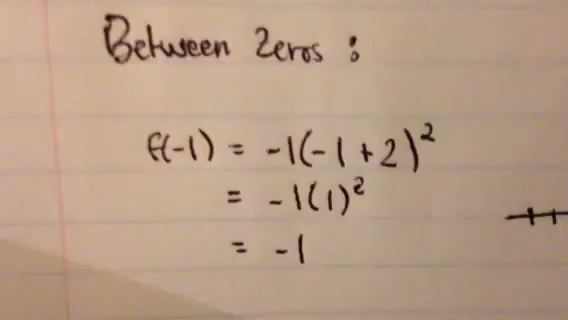 Between Zeros :
f(-1) = -1(-1+2)²
= -1(1)²
= -1